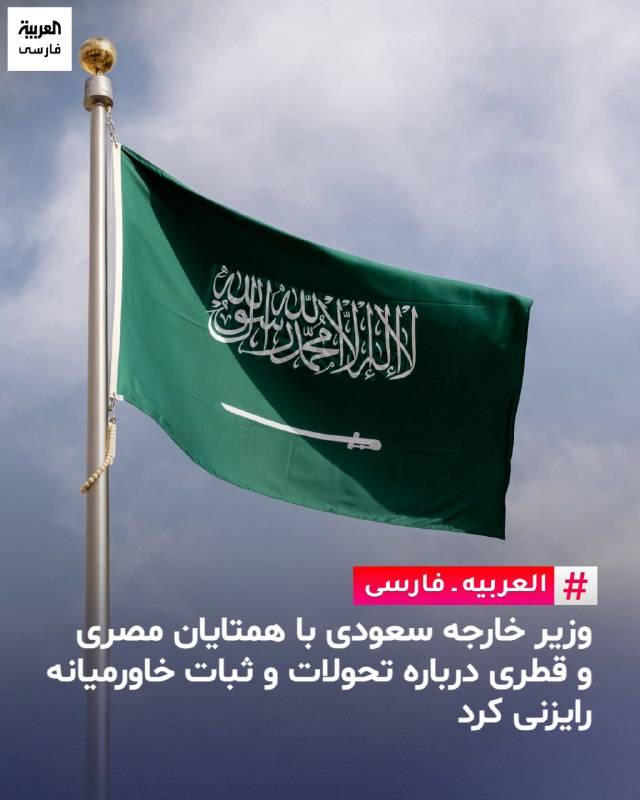 العربية
فارسی
لا إله إلا الله محمد رسول الله
# العربیه ـ فارسی
وزیر خارجه سعودی با همتایان مصری
و قطری درباره تحولات و ثبات خاورمیانه
رایزنی کرد